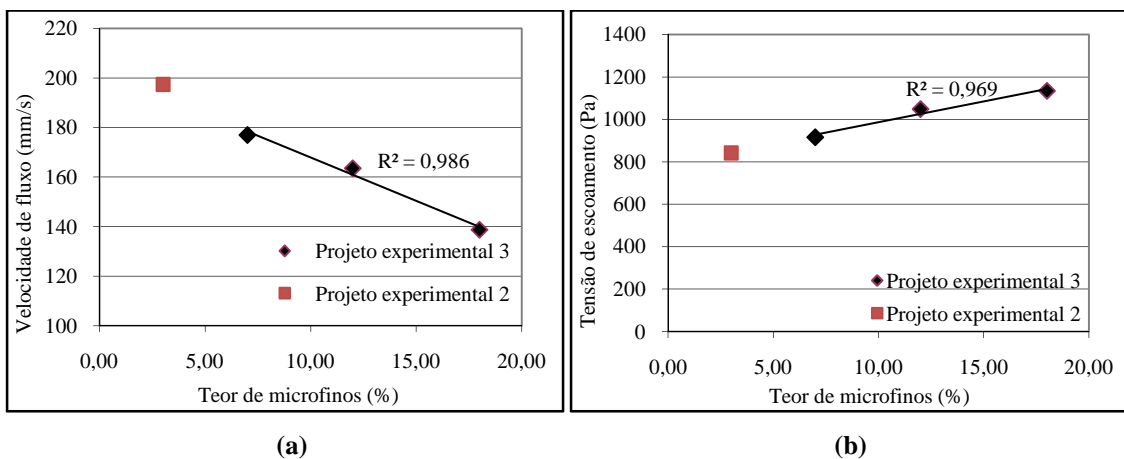 220
200
180
160
140
120
100
Velocidade de fluxo (mm/s)
R² = 0,986
Projeto experimental 3
Projeto experimental 2
0,00 5,00 10,00 15,00 20,00
Teor de microfinos (%)
(a)
1400
1200
1000
800
600
400
200
0
Tensão de escoamento (Pa)
R² = 0,969
Projeto experimental 3
Projeto experimental 2
0,00 5,00 10,00 15,00 20,00
Teor de microfinos (%)
(b)